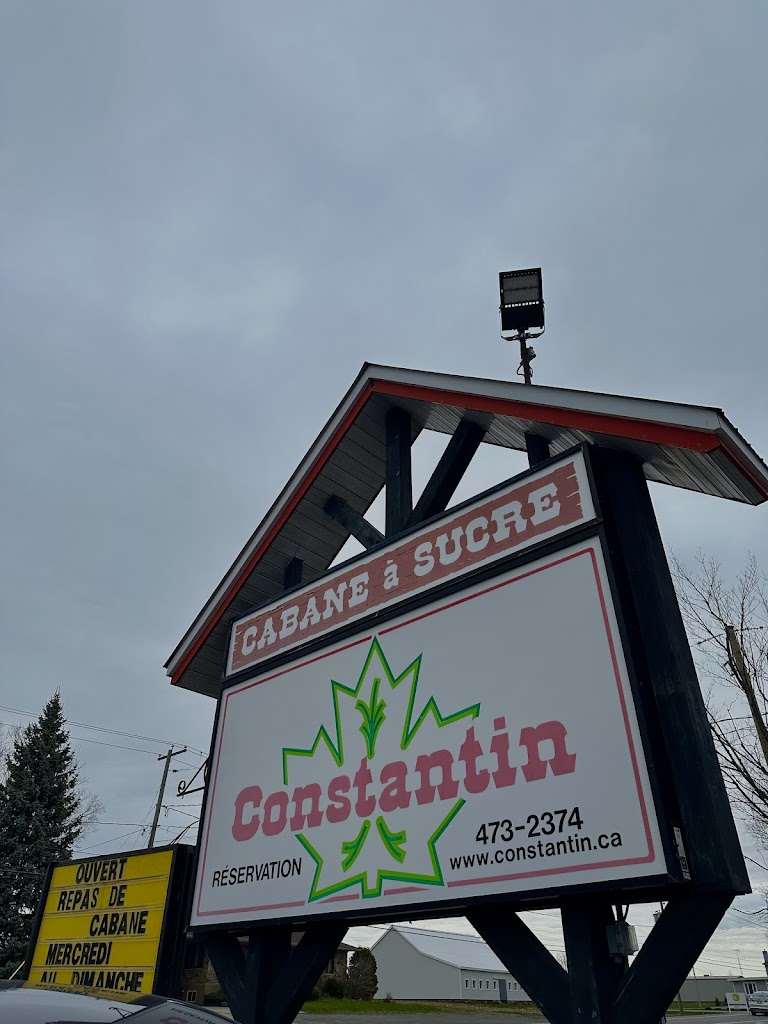 CABANE à SUCRE
Constantin
RÉSERVATION
473-2374
www.constantin.ca
OUVERT
REPAS DE
CABANE
MERCREDI
AU DIMANCHE